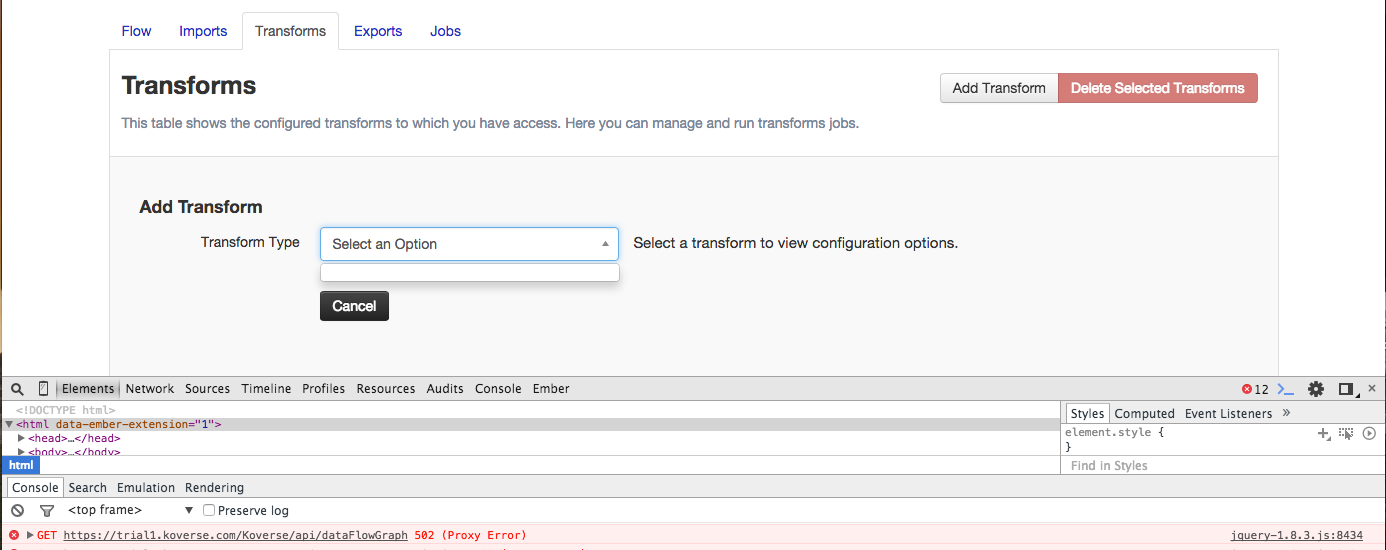 Flow Imports Transforms Exports Jobs
Transforms
Add Transform Delete Selected Transforms
This table shows the configured transforms to which you have access. Here you can manage and run transforms jobs.
Add Transform
Transform Type Select an Option Select a transform to view configuration options.
Cancel
Elements Network Sources Timeline Profiles Resources Audits Console Ember 12
<!DOCTYPE html>
<html data-ember-extension="1">
<head>…</head>
<body>…</body>
html
Styles Computed Event Listeners »
element.style {
}
Find in Styles
Console Search Emulation Rendering
<top frame> Preserve log
GET https://trial1.koverse.com/Koverse/api/dataFlowGraph 502 (Proxy Error) jquery-1.8.3.js:8434